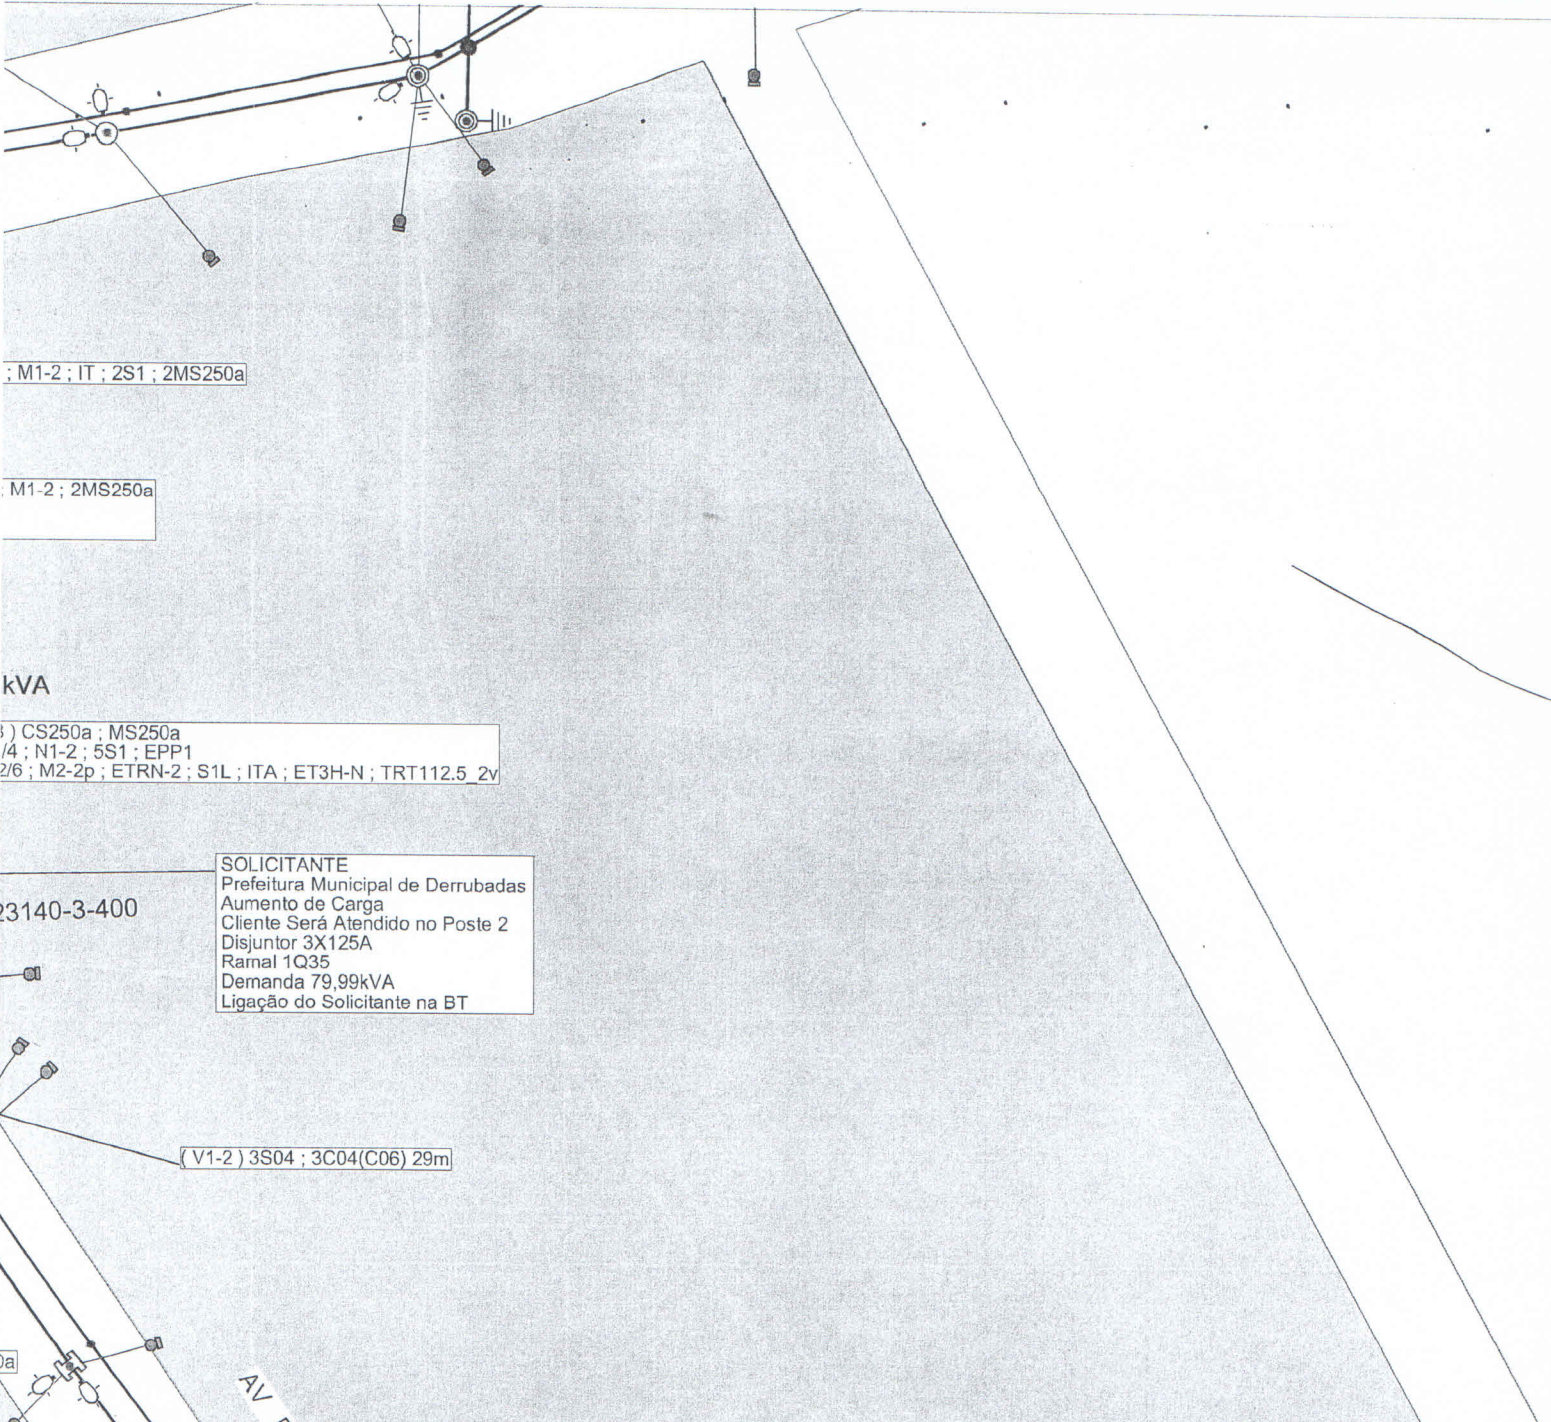 ; M1-2 ; IT ; 2S1 ; 2MS250a
M1-2 ; 2MS250a
kVA
) CS250a ; MS250a
/4 ; N1-2 ; 5S1 ; EPP1
2/6 ; M2-2p ; ETRN-2 ; S1L ; ITA ; ET3H-N ; TRT112.5_2v
SOLICITANTE
Prefeitura Municipal de Derrubadas
Aumento de Carga
Cliente Será Atendido no Poste 2
Disjuntor 3X125A
Ramal 1Q35
Demanda 79,99kVA
Ligação do Solicitante na BT
23140-3-400
( V1-2 ) 3S04 ; 3C04(C06) 29m
0a
AV